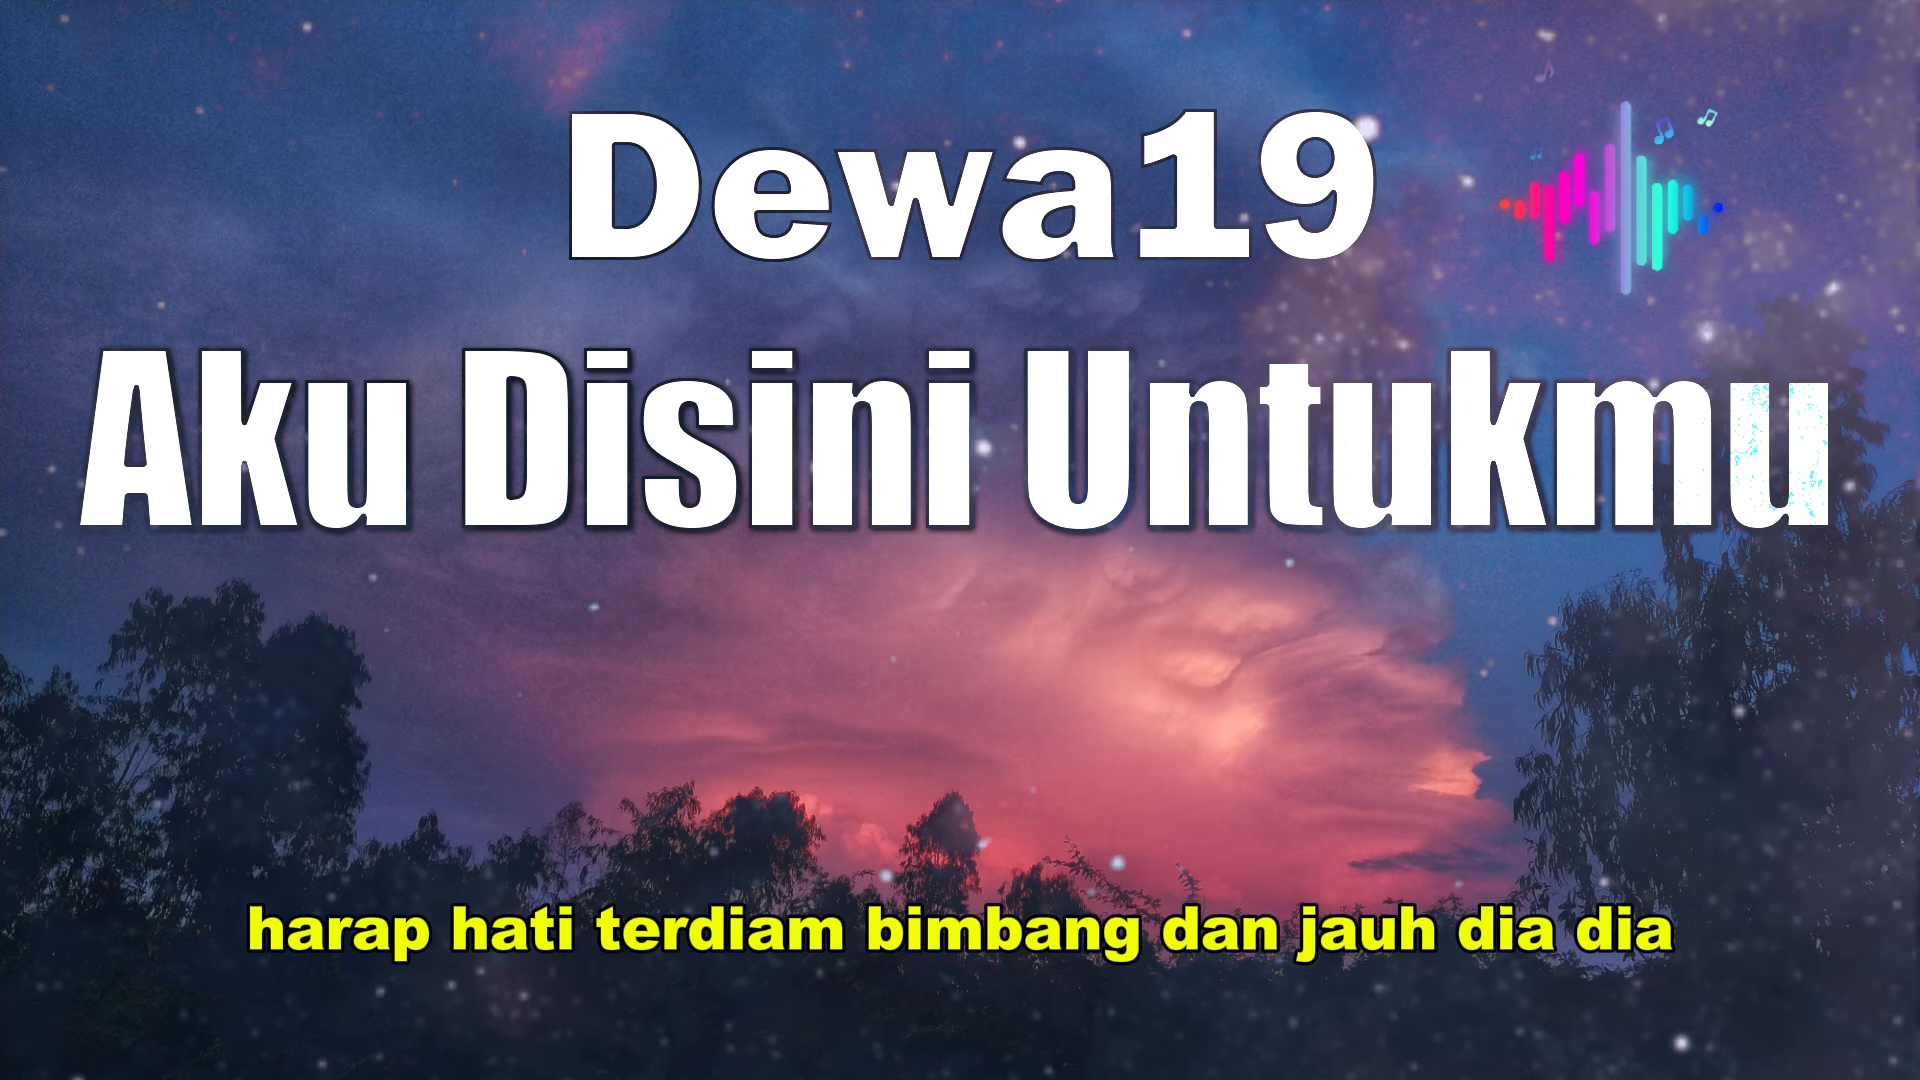 Dewa19
Aku Disini Untukmu
harap hati terdiam bimbang dan jauh dia dia